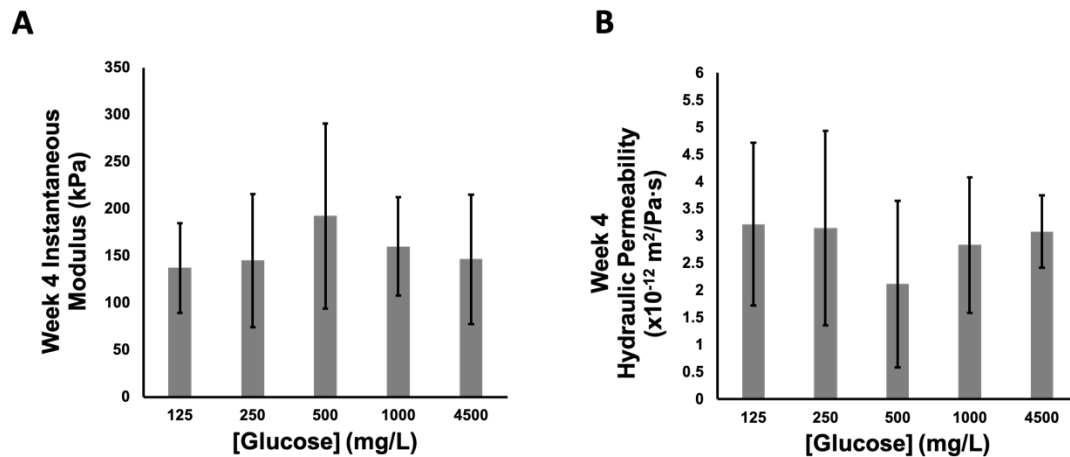 A
Week 4 Instantaneous
Modulus (kPa)
350
300
250
200
150
100
50
0
125 250 500 1000 4500
[Glucose] (mg/L)
B
Week 4
Hydraulic Permeability
(x10⁻¹² m²/Pa·s)
6
5.5
5
4.5
4
3.5
3
2.5
2
1.5
1
0.5
0
125 250 500 1000 4500
[Glucose] (mg/L)